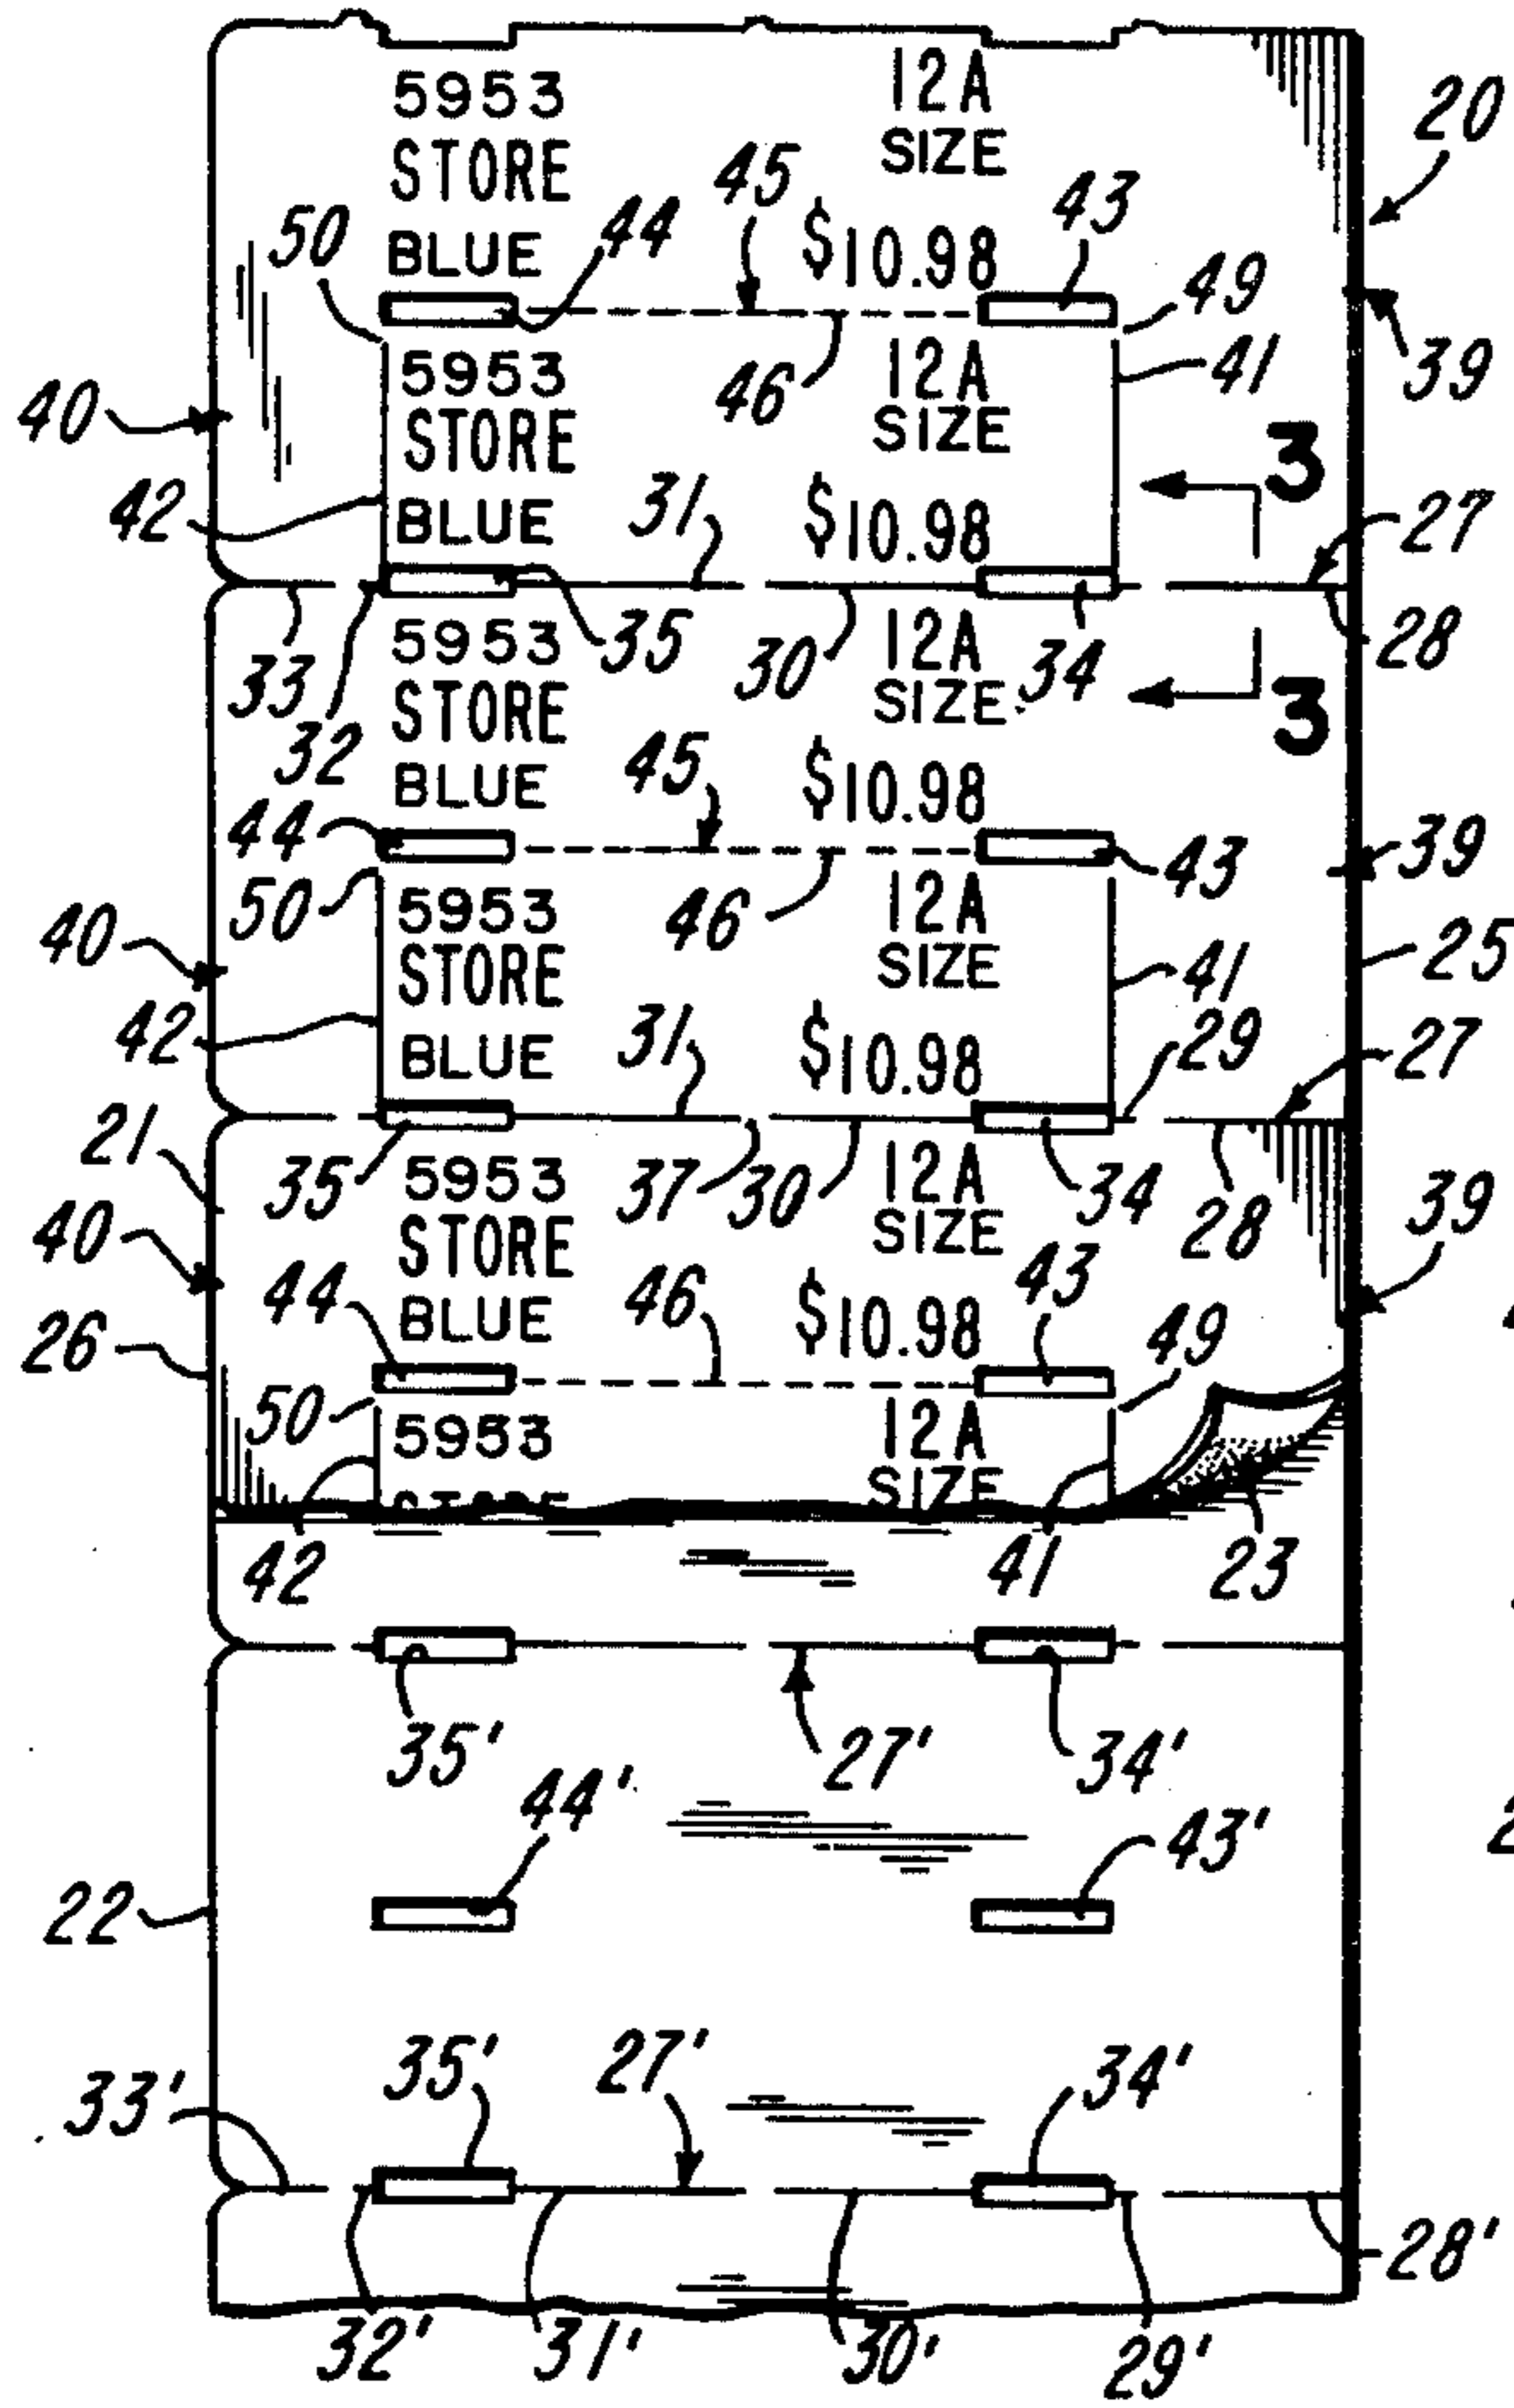 5953 12A
20
STORE SIZE
45 43
50 BLUE 44 $10.98 49
5953 12A
46 41 39
40 STORE SIZE
3
42 BLUE 31 $10.98 27
33 5953 35 30 12A 34 28
STORE SIZE
32 3
45
BLUE $10.98
44 43 39
50 5953 46 12A
40 STORE SIZE 41 25
42 BLUE 31 $10.98 29 27
21 35 5953 37 30 12A 34
40 STORE SIZE 28 39
44 46 43
26 BLUE $10.98 49
50 5953 12A
STORE SIZE
42 41 23
35' 27' 34'
44' 43'
22
35' 27' 34'
33'
28'
32' 31' 30' 29'